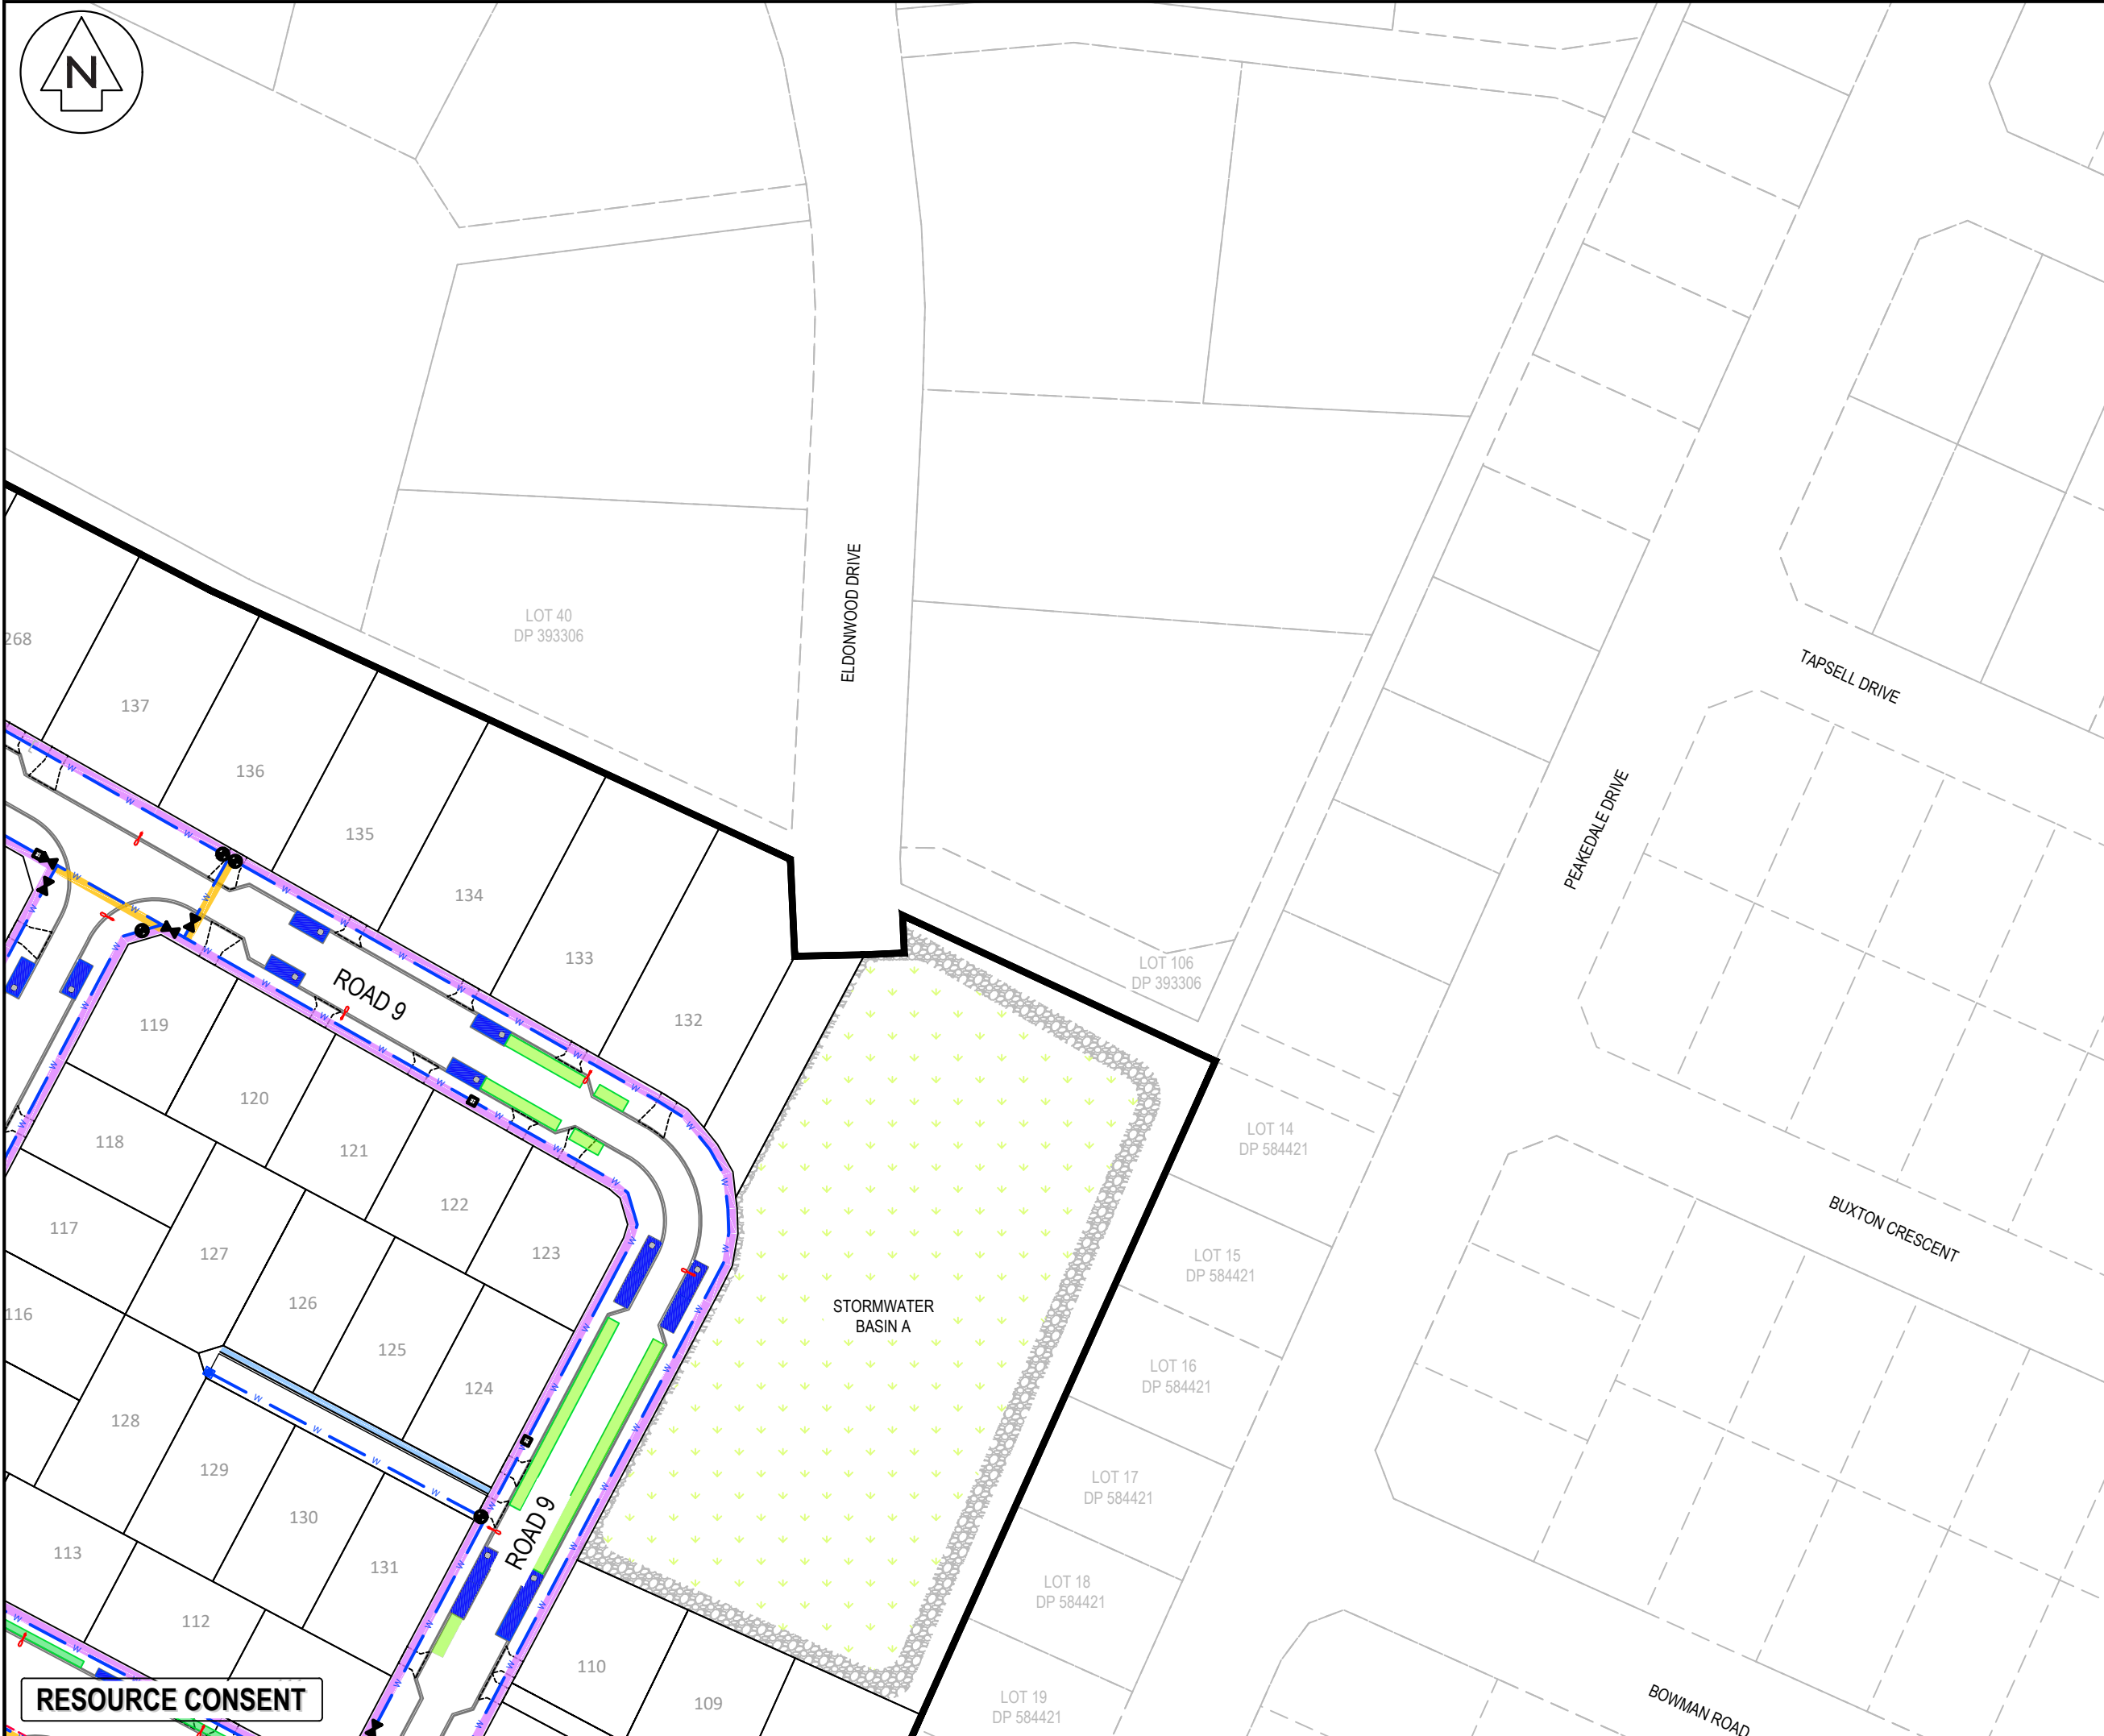 N
ELDONWOOD DRIVE
LOT 40
DP 393306
268
137
136
135
134
133
132
TAPSELL DRIVE
PEAKEDALE DRIVE
LOT 106
DP 393306
ROAD 9
119
120
118
121
122
123
117
127
126
116
125
124
128
129
130
131
113
112
STORMWATER
BASIN A
LOT 14
DP 584421
LOT 15
DP 584421
LOT 16
DP 584421
LOT 17
DP 584421
LOT 18
DP 584421
LOT 19
DP 584421
BUXTON CRESCENT
ROAD 9
110
109
BOWMAN ROAD
RESOURCE CONSENT